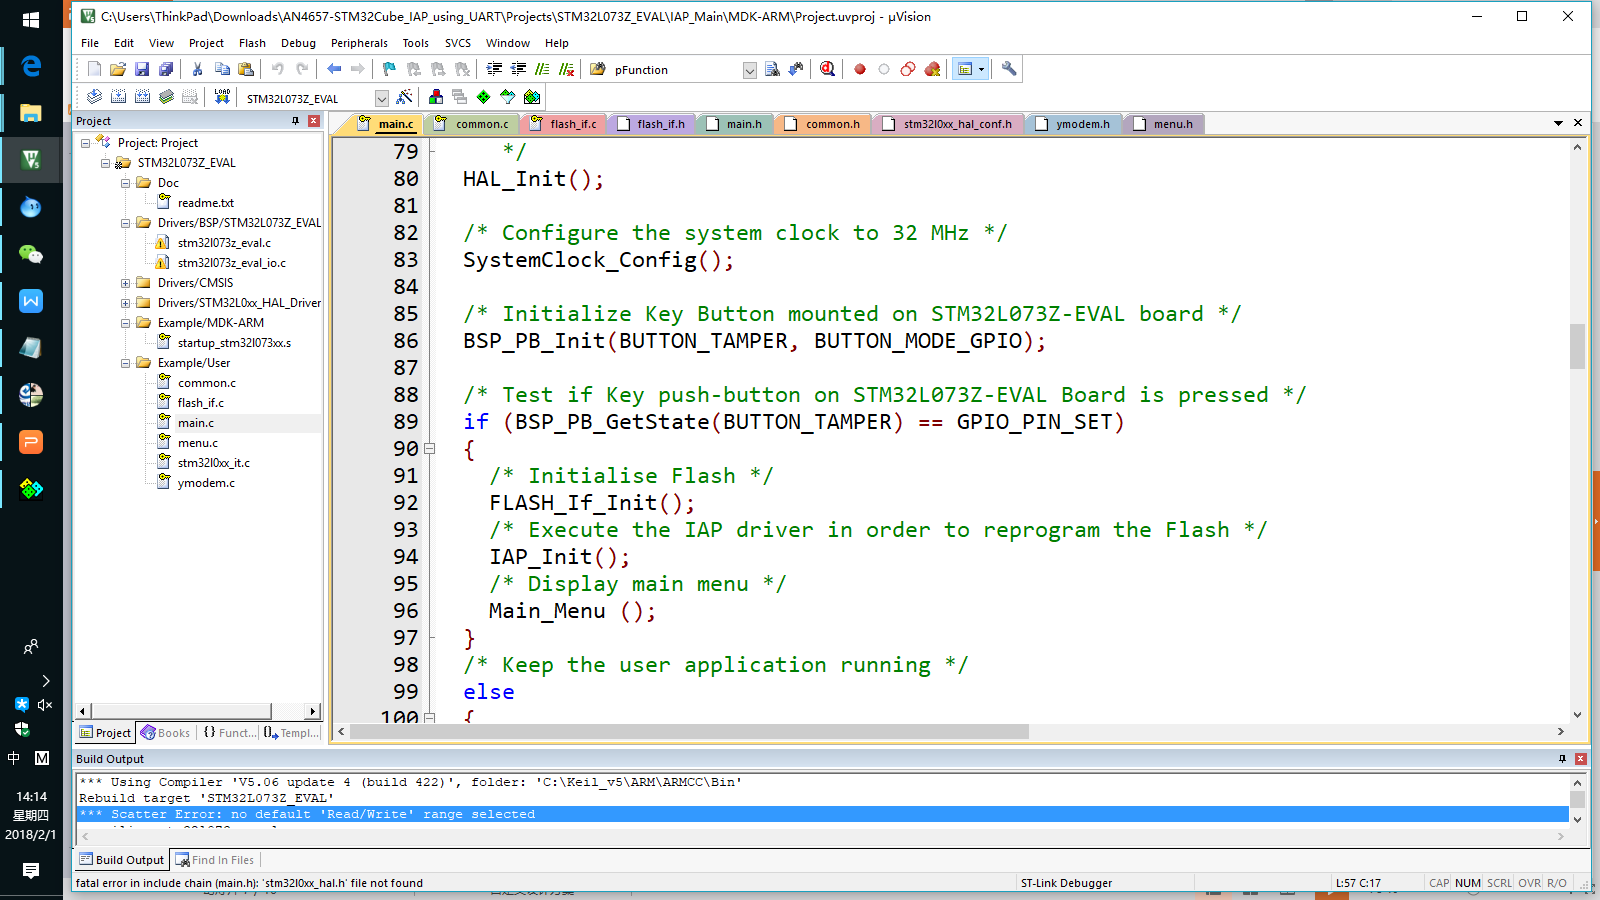 C:\Users\ThinkPad\Downloads\AN4657-STM32Cube_IAP_using_UART\Projects\STM32L073Z_EVAL\IAP_Main\MDK-ARM\Project.uvproj - µVision
File Edit View Project Flash Debug Peripherals Tools SVCS Window Help
pFunction
LOAD
STM32L073Z_EVAL
Project
Project: Project
STM32L073Z_EVAL
Doc
readme.txt
Drivers/BSP/STM32L073Z_EVAL
stm32l073z_eval.c
stm32l073z_eval_io.c
Drivers/CMSIS
Drivers/STM32L0xx_HAL_Driver
Example/MDK-ARM
startup_stm32l073xx.s
Example/User
common.c
flash_if.c
main.c
menu.c
stm32l0xx_it.c
ymodem.c
Project Books Funct... Templ...
main.c common.c flash_if.c flash_if.h main.h common.h stm32l0xx_hal_conf.h ymodem.h menu.h
79 */
80 HAL_Init();
81
82 /* Configure the system clock to 32 MHz */
83 SystemClock_Config();
84
85 /* Initialize Key Button mounted on STM32L073Z-EVAL board */
86 BSP_PB_Init(BUTTON_TAMPER, BUTTON_MODE_GPIO);
87
88 /* Test if Key push-button on STM32L073Z-EVAL Board is pressed */
89 if (BSP_PB_GetState(BUTTON_TAMPER) == GPIO_PIN_SET)
90 {
91 /* Initialise Flash */
92 FLASH_If_Init();
93 /* Execute the IAP driver in order to reprogram the Flash */
94 IAP_Init();
95 /* Display main menu */
96 Main_Menu ();
97 }
98 /* Keep the user application running */
99 else
100 {
Build Output
*** Using Compiler 'V5.06 update 4 (build 422)', folder: 'C:\Keil_v5\ARM\ARMCC\Bin'
Rebuild target 'STM32L073Z_EVAL'
*** Scatter Error: no default 'Read/Write' range selected
Build Output Find In Files
fatal error in include chain (main.h): 'stm32l0xx_hal.h' file not found
ST-Link Debugger
L:57 C:17
CAP NUM SCRL OVR R/O
中 M
14:14
星期四
2018/2/1